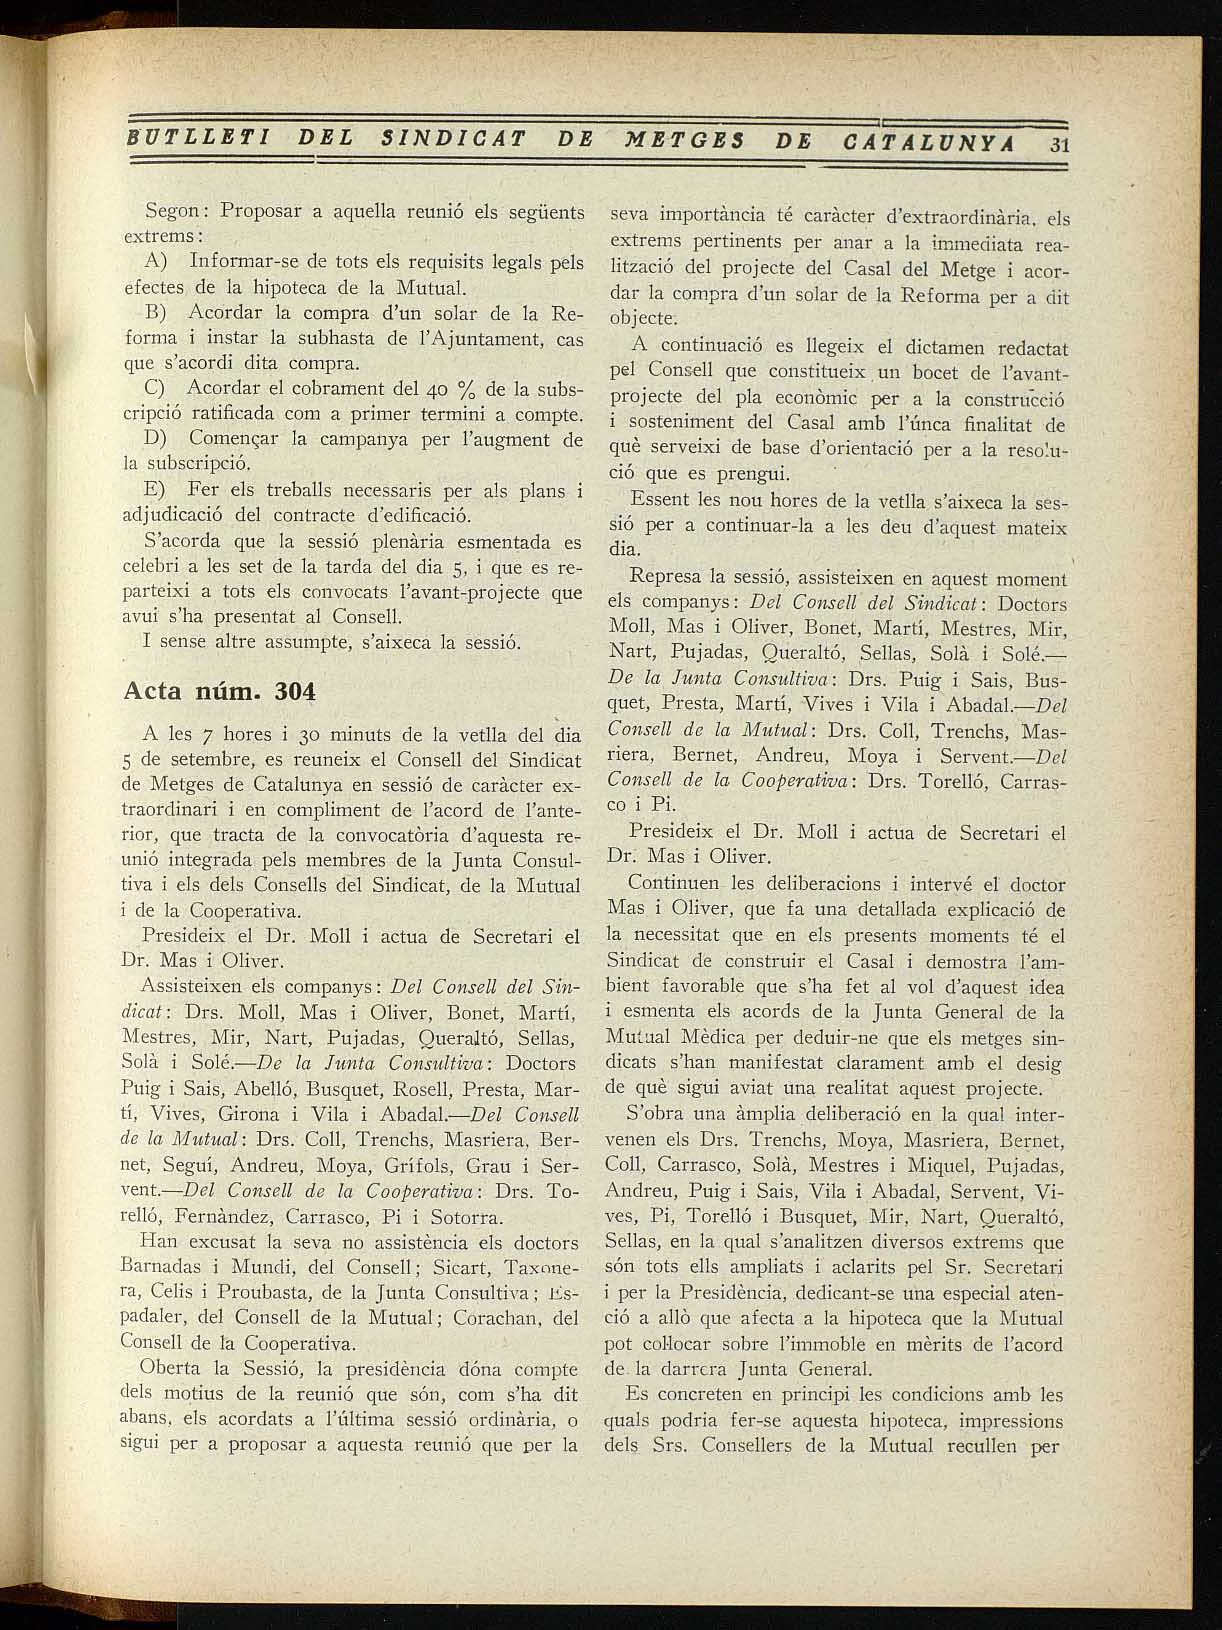 BUTLLETI DEL SINDICAT DE METGES DE CATALUNYA 31
Segon: Proposar a aquella reunió els següents
extrems:
A) Informar-se de tots els requisits legals pels
efectes de la hipoteca de la Mutual.
B) Acordar la compra d'un solar de la Re-
forma i instar la subhasta de l'Ajuntament, cas
que s'acordi dita compra.
C) Acordar el cobrament del 40 % de la subs-
cripció ratificada com a primer termini a compte.
D) Començar la campanya per l'augment de
la subscripció.
E) Fer els treballs necessaris per als plans i
adjudicació del contracte d'edificació.
S'acorda que la sessió plenària esmentada es
celebri a les set de la tarda del dia 5, i que es re-
parteixi a tots els convocats l'avant-projecte que
avui s'ha presentat al Consell.
I sense altre assumpte, s'aixeca la sessió.
Acta núm. 304
A les 7 hores i 30 minuts de la vetlla del dia
5 de setembre, es reuneix el Consell del Sindicat
de Metges de Catalunya en sessió de caràcter ex-
traordinari i en compliment de l'acord de l'ante-
rior, que tracta de la convocatòria d'aquesta re-
unió integrada pels membres de la Junta Consul-
tiva i els dels Consells del Sindicat, de la Mutual
i de la Cooperativa.
Presideix el Dr. Moll i actua de Secretari el
Dr. Mas i Oliver.
Assisteixen els companys: Del Consell del Sin-
dicat: Drs. Moll, Mas i Oliver, Bonet, Martí,
Mestres, Mir, Nart, Pujadas, Queraltó, Sellas,
Solà i Solé.—De la Junta Consultiva: Doctors
Puig i Sais, Abelló, Busquet, Rosell, Presta, Mar-
tí, Vives, Girona i Vila i Abadal.—Del Consell
de la Mutual: Drs. Coll, Trenchs, Masriera, Ber-
net, Seguí, Andreu, Moya, Grífols, Grau i Ser-
vent.—Del Consell de la Cooperativa: Drs. To-
relló, Fernàndez, Carrasco, Pi i Sotorra.
Han excusat la seva no assistència els doctors
Barnadas i Mundi, del Consell; Sicart, Taxone-
ra, Celis i Proubasta, de la Junta Consultiva; Es-
padaler, del Consell de la Mutual; Corachan, del
Consell de la Cooperativa.
Oberta la Sessió, la presidència dóna compte
dels motius de la reunió que són, com s'ha dit
abans, els acordats a l'última sessió ordinària, o
sigui per a proposar a aquesta reunió que per la
seva importància té caràcter d'extraordinària, els
extrems pertinents per anar a la immediata rea-
lització del projecte del Casal del Metge i acor-
dar la compra d'un solar de la Reforma per a dit
objecte.
A continuació es llegeix el dictamen redactat
pel Consell que constitueix un bocet de l'avant-
projecte del pla econòmic per a la construcció
i sosteniment del Casal amb l'únca finalitat de
què serveixi de base d'orientació per a la resolu-
ció que es prengui.
Essent les nou hores de la vetlla s'aixeca la ses-
sió per a continuar-la a les deu d'aquest mateix
dia.
Represa la sessió, assisteixen en aquest moment
els companys: Del Consell del Sindicat: Doctors
Moll, Mas i Oliver, Bonet, Martí, Mestres, Mir,
Nart, Pujadas, Queraltó, Sellas, Solà i Solé.—
De la Junta Consultiva: Drs. Puig i Sais, Bus-
quet, Presta, Martí, Vives i Vila i Abadal.—Del
Consell de la Mutual: Drs. Coll, Trenchs, Mas-
riera, Bernet, Andreu, Moya i Servent.—Del
Consell de la Cooperativa: Drs. Torelló, Carras-
co i Pi.
Presideix el Dr. Moll i actua de Secretari el
Dr. Mas i Oliver.
Continuen les deliberacions i intervé el doctor
Mas i Oliver, que fa una detallada explicació de
la necessitat que en els presents moments té el
Sindicat de construir el Casal i demostra l'am-
bient favorable que s'ha fet al vol d'aquest idea
i esmenta els acords de la Junta General de la
Mutual Mèdica per deduir-ne que els metges sin-
dicats s'han manifestat clarament amb el desig
de què sigui aviat una realitat aquest projecte.
S'obra una àmplia deliberació en la qual inter-
venen els Drs. Trenchs, Moya, Masriera, Bernet,
Coll, Carrasco, Solà, Mestres i Miquel, Pujadas,
Andreu, Puig i Sais, Vila i Abadal, Servent, Vi-
ves, Pi, Torelló i Busquet, Mir, Nart, Queraltó,
Sellas, en la qual s'analitzen diversos extrems que
són tots ells ampliats i aclarits pel Sr. Secretari
i per la Presidència, dedicant-se una especial aten-
ció a allò que afecta a la hipoteca que la Mutual
pot col·locar sobre l'immoble en mèrits de l'acord
de la darrera Junta General.
Es concreten en principi les condicions amb les
quals podria fer-se aquesta hipoteca, impressions
dels Srs. Consellers de la Mutual recullen per